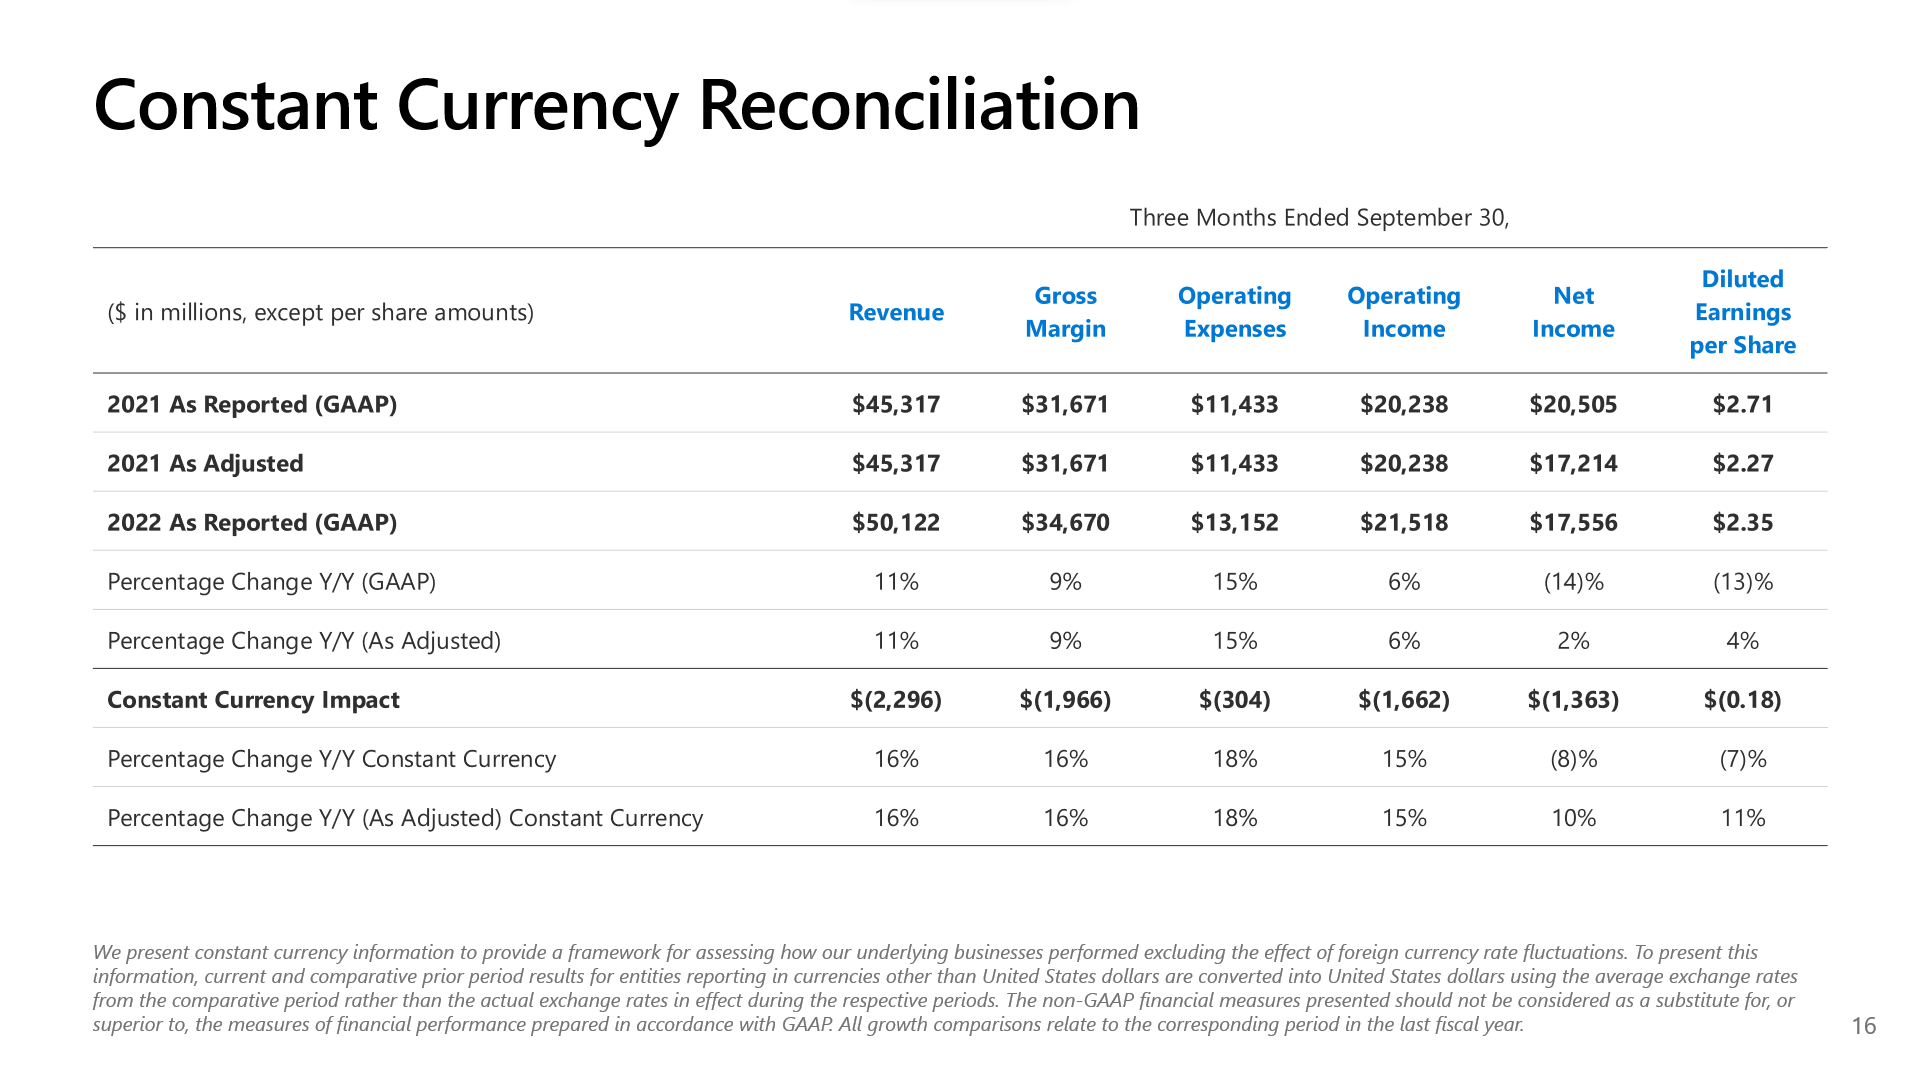 Constant Currency Reconciliation
Three Months Ended September 30,
($ in millions, except per share amounts) Revenue Gross Margin Operating Expenses Operating Income Net Income Diluted Earnings per Share
2021 As Reported (GAAP) $45,317 $31,671 $11,433 $20,238 $20,505 $2.71
2021 As Adjusted $45,317 $31,671 $11,433 $20,238 $17,214 $2.27
2022 As Reported (GAAP) $50,122 $34,670 $13,152 $21,518 $17,556 $2.35
Percentage Change Y/Y (GAAP) 11% 9% 15% 6% (14)% (13)%
Percentage Change Y/Y (As Adjusted) 11% 9% 15% 6% 2% 4%
Constant Currency Impact $(2,296) $(1,966) $(304) $(1,662) $(1,363) $(0.18)
Percentage Change Y/Y Constant Currency 16% 16% 18% 15% (8)% (7)%
Percentage Change Y/Y (As Adjusted) Constant Currency 16% 16% 18% 15% 10% 11%
We present constant currency information to provide a framework for assessing how our underlying businesses performed excluding the effect of foreign currency rate fluctuations. To present this
information, current and comparative prior period results for entities reporting in currencies other than United States dollars are converted into United States dollars using the average exchange rates
from the comparative period rather than the actual exchange rates in effect during the respective periods. The non-GAAP financial measures presented should not be considered as a substitute for, or
superior to, the measures of financial performance prepared in accordance with GAAP. All growth comparisons relate to the corresponding period in the last fiscal year.
16